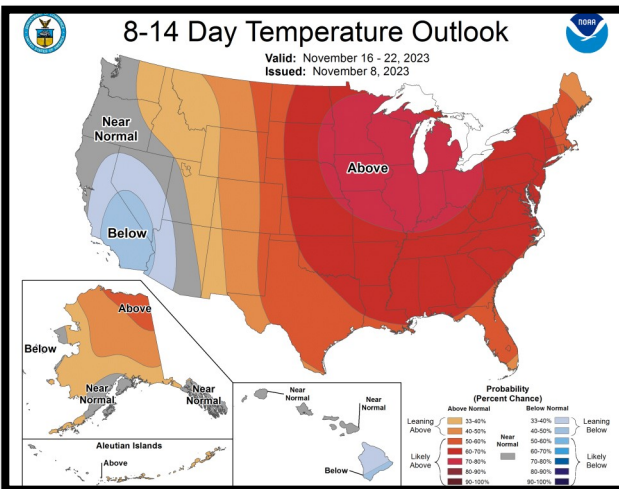 8-14 Day Temperature Outlook
NOAA
Valid: November 16 - 22, 2023
Issued: November 8, 2023
Near
Normal
Above
Below
Above
Below
Near
Normal
Near
Normal
Aleutian Islands
Above
Near
Normal
Near
Normal
Below
Probability
(Percent Chance)
Above Normal Below Normal
Leaning Above
33-40%
40-50%
Likely Above
50-60%
60-70%
70-80%
80-90%
90-100%
Near
Normal
33-40%
40-50%
Leaning Below
50-60%
60-70%
70-80%
80-90%
90-100%
Likely Below